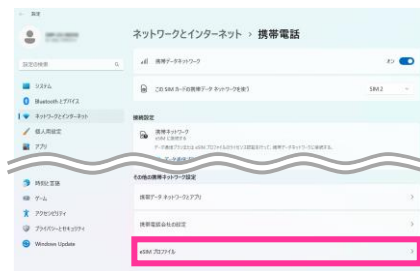 ← 設定
ネットワークとインターネット › 携帯電話
設定の検索
携帯データネットワーク
オン
この SIM カードの携帯データ ネットワークを使う
SIM 2
システム
Bluetooth とデバイス
ネットワークとインターネット
個人用設定
アプリ
接続設定
携帯ネットワーク
eSIM に接続する
時刻と言語
ゲーム
アクセシビリティ
プライバシーとセキュリティ
Windows Update
その他の携帯ネットワーク設定
携帯データ ネットワークとアプリ
携帯電話会社の設定
eSIM プロファイル